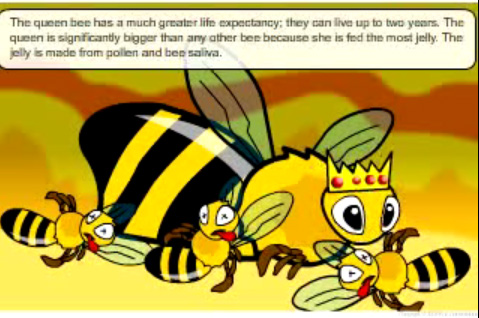 The queen bee has a much greater life expectancy; they can live up to two years. The
queen is significantly bigger than any other bee because she is fed the most jelly. The
jelly is made from pollen and bee saliva.